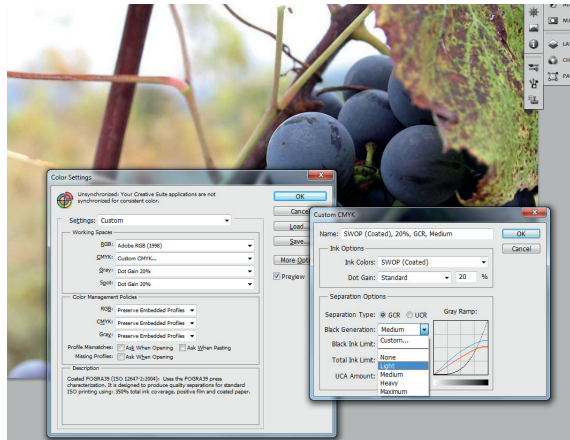 Color Settings
Unsynchronized: Your Creative Suite applications are not
synchronized for consistent color.
Settings: Custom
Working Spaces
RGB: Adobe RGB (1998)
CMYK: Custom CMYK...
Gray: Dot Gain 20%
Spot: Dot Gain 20%
Color Management Policies
RGB: Preserve Embedded Profiles
CMYK: Preserve Embedded Profiles
Gray: Preserve Embedded Profiles
Profile Mismatches: Ask When Opening Ask When Pasting
Missing Profiles: Ask When Opening
Description
Coated FOGRA39 (ISO 12647-2:2004): Uses the FOGRA39 press
characterization. It is designed to produce quality separations for standard
ISO printing using: 350% total ink coverage, positive film and coated paper.
OK
Cance
Load...
Save...
More Opti
Preview
Custom CMYK
Name: SWOP (Coated), 20%, GCR, Medium
OK
Cancel
Ink Options
Ink Colors: SWOP (Coated)
Dot Gain: Standard 20 %
Separation Options
Separation Type: GCR UCR
Gray Ramp:
Black Generation: Medium
Black Ink Limit:
Total Ink Limit:
UCA Amount:
Custom...
None
Light
Medium
Heavy
Maximum
MA
LAY
CH
PAT